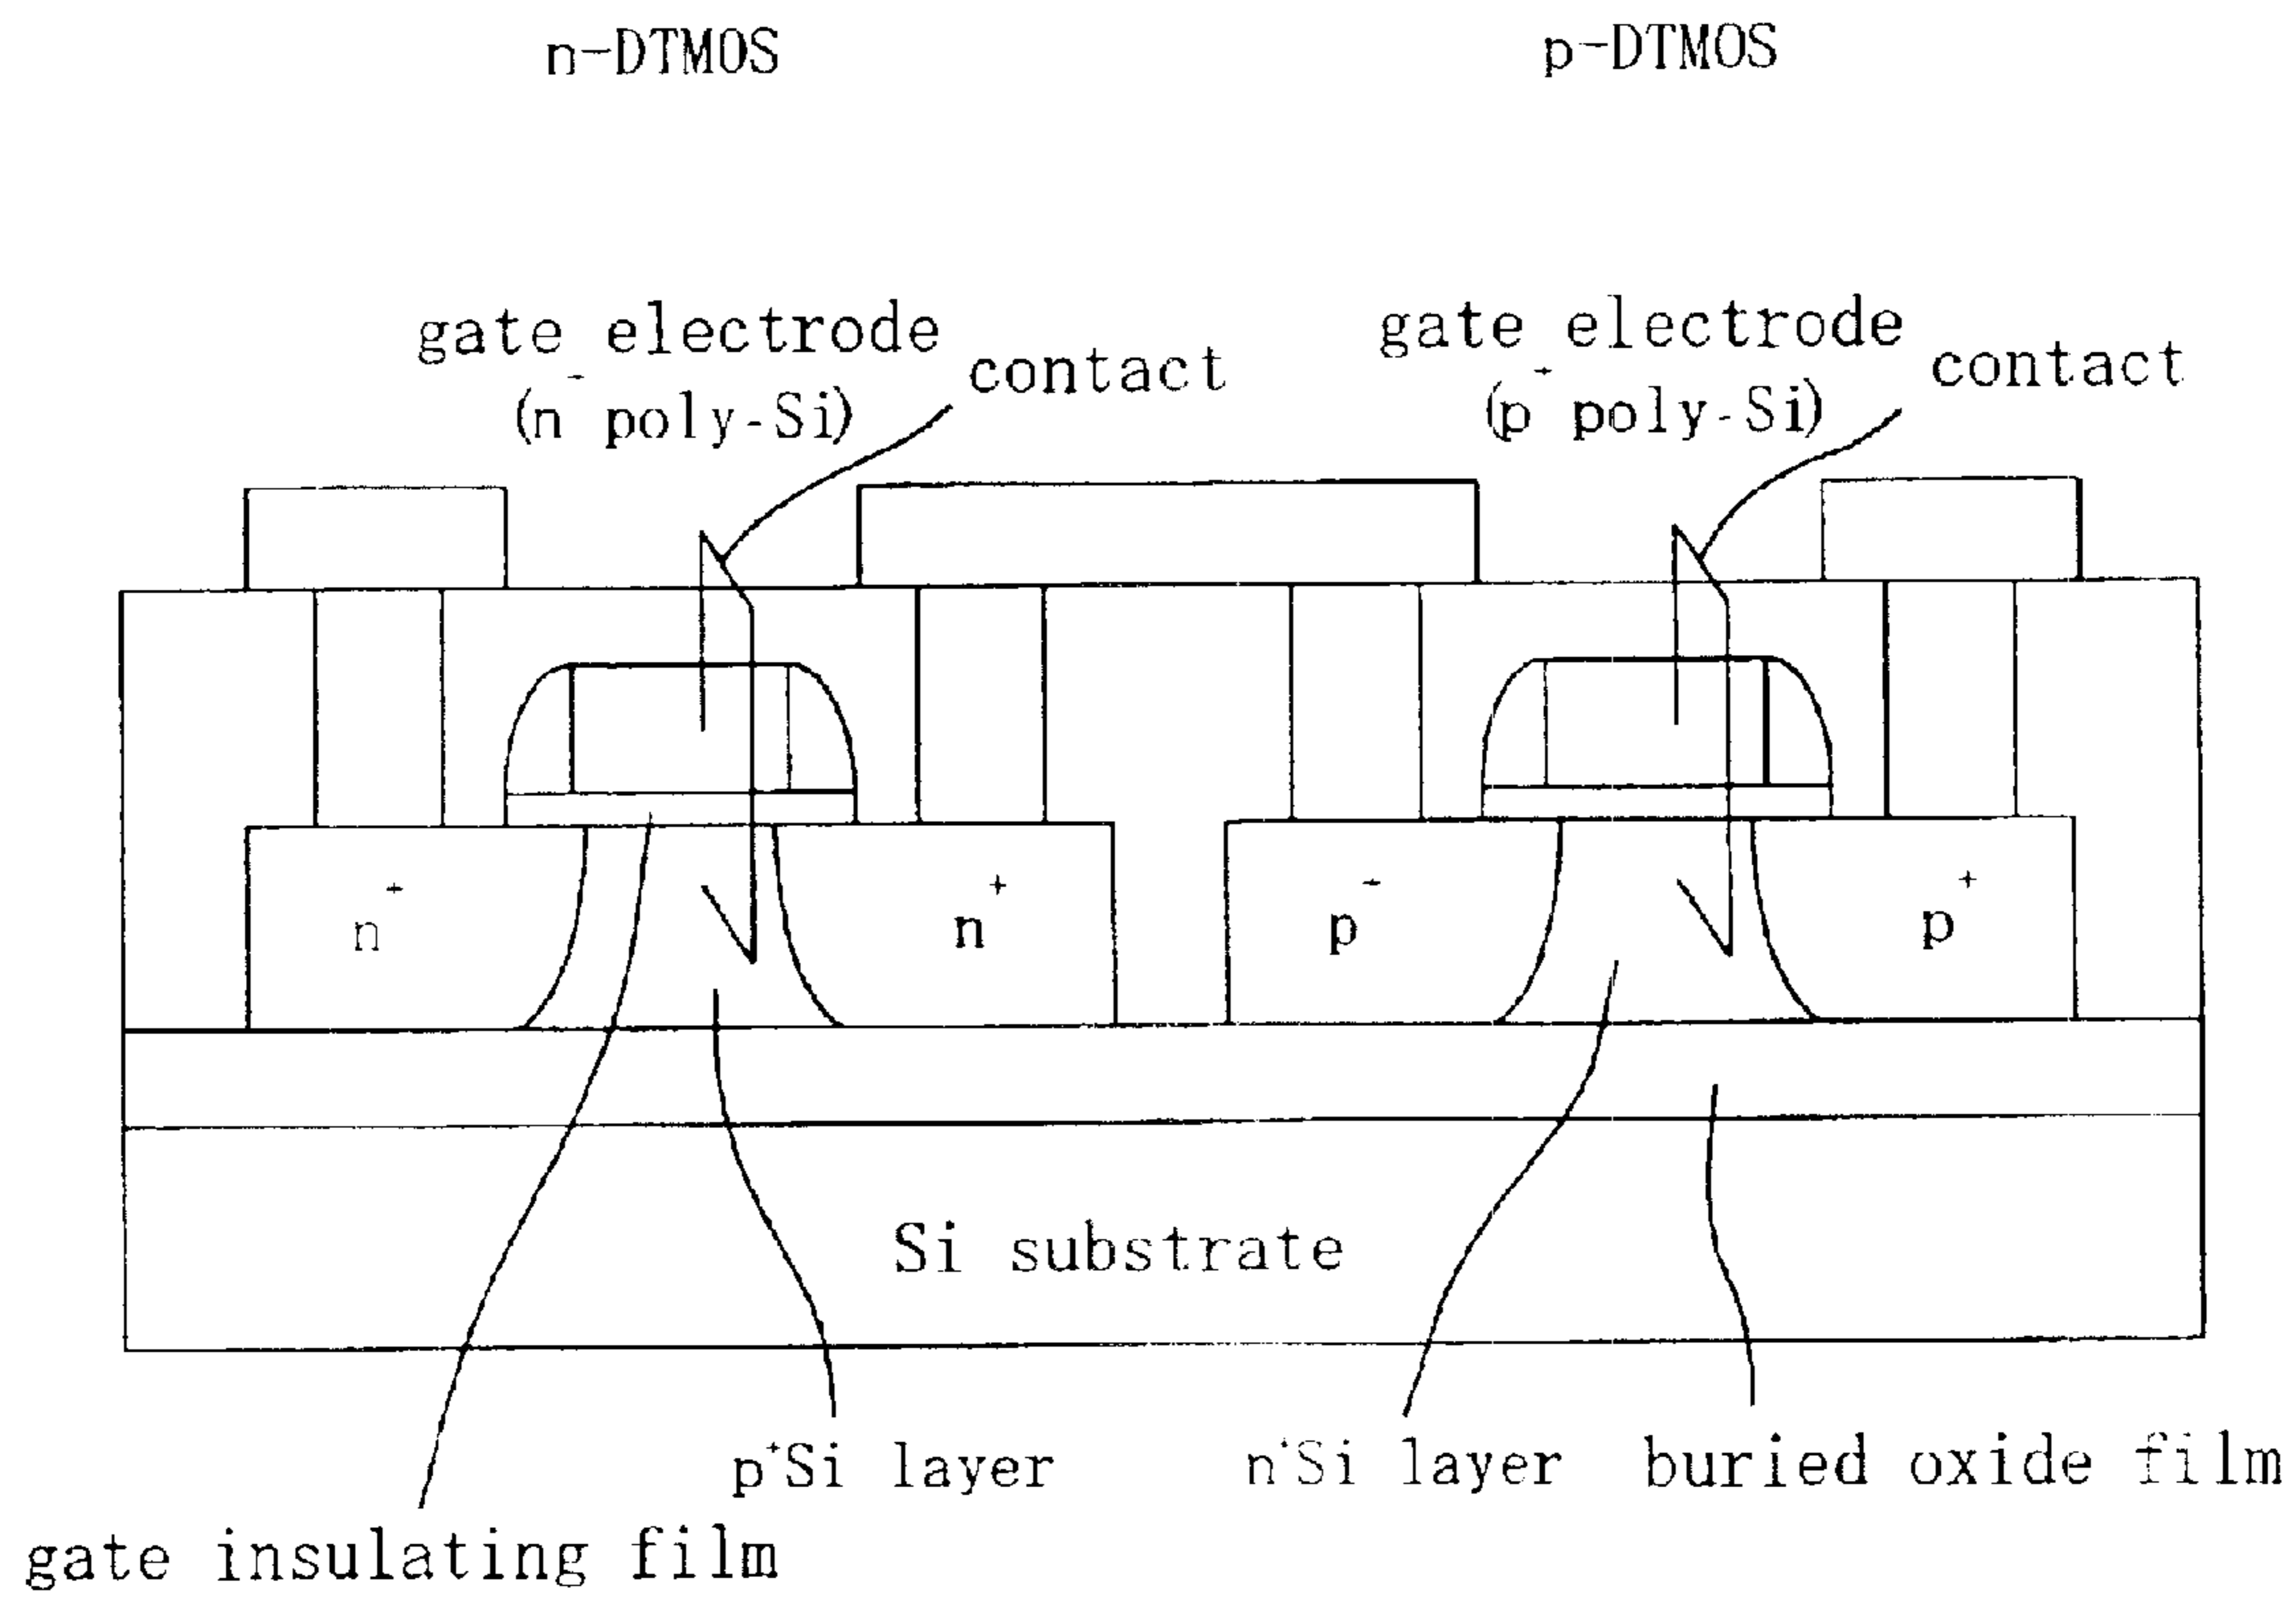 n-DTMOS
p-DTMOS
gate electrode
(n⁻ poly-Si)
contact
gate electrode
(p⁺ poly-Si)
contact
n⁺
n⁺
p⁻
p⁺
Si substrate
p⁺Si layer
n⁺Si layer
buried oxide film
gate insulating film